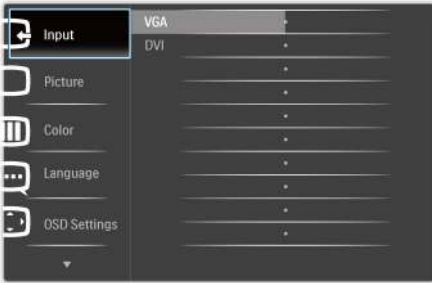 Input
Picture
Color
Language
OSD Settings
VGA
DVI